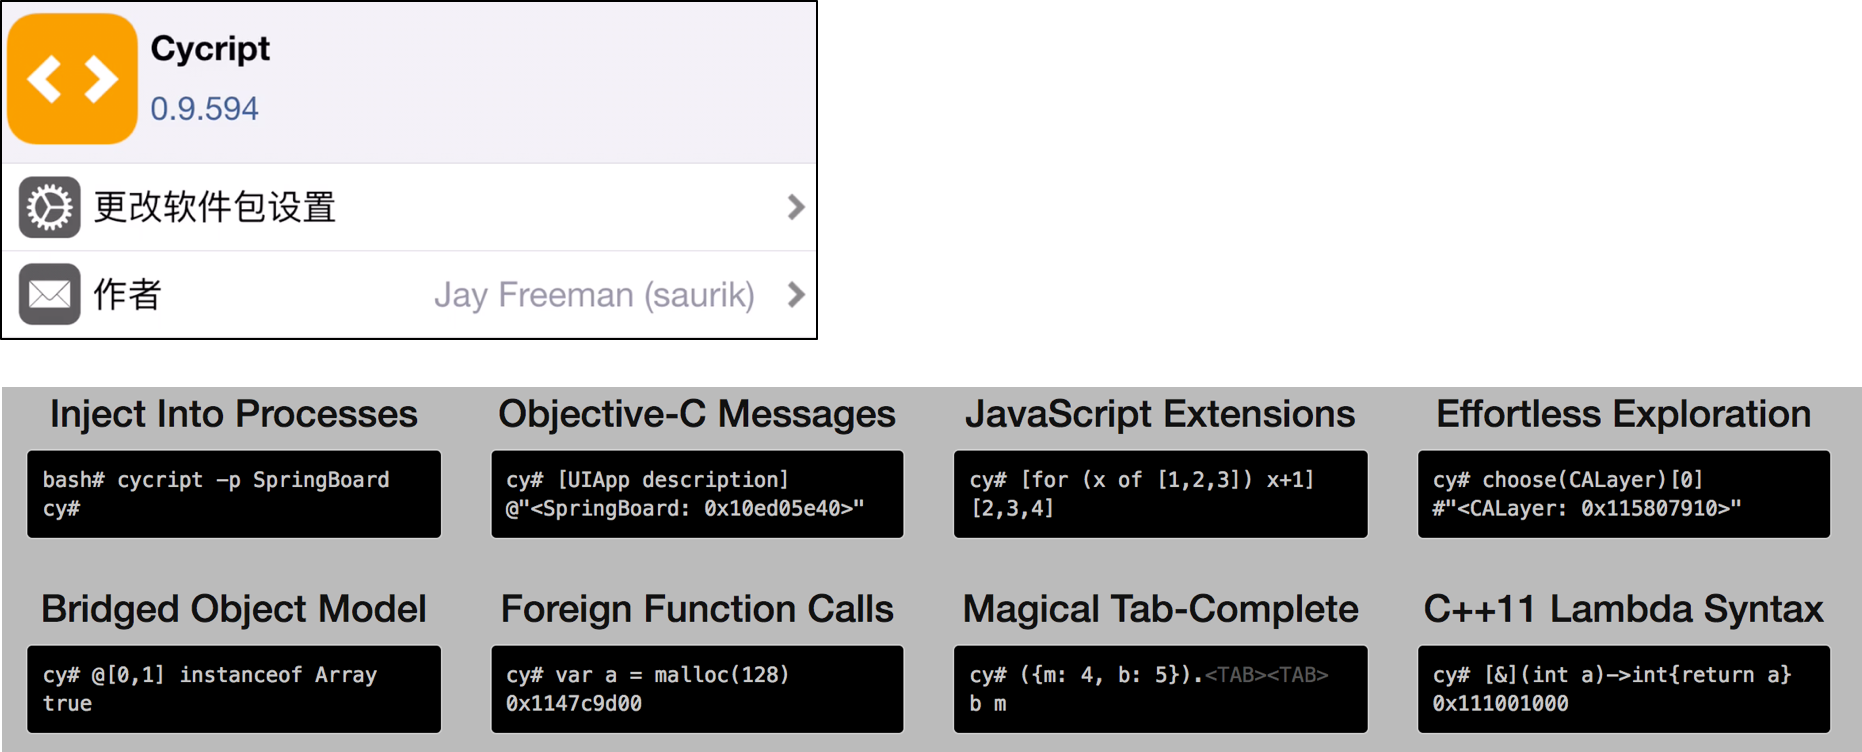 Cycript
0.9.594
更改软件包设置
作者 Jay Freeman (saurik)
Inject Into Processes
bash# cycript -p SpringBoard
cy#
Objective-C Messages
cy# [UIApp description]
@"<SpringBoard: 0x10ed05e40>"
JavaScript Extensions
cy# [for (x of [1,2,3]) x+1]
[2,3,4]
Effortless Exploration
cy# choose(CALayer)[0]
#"<CALayer: 0x115807910>"
Bridged Object Model
cy# @[0,1] instanceof Array
true
Foreign Function Calls
cy# var a = malloc(128)
0x1147c9d00
Magical Tab-Complete
cy# ({m: 4, b: 5}).<TAB><TAB>
b m
C++11 Lambda Syntax
cy# [&](int a)->int{return a}
0x111001000